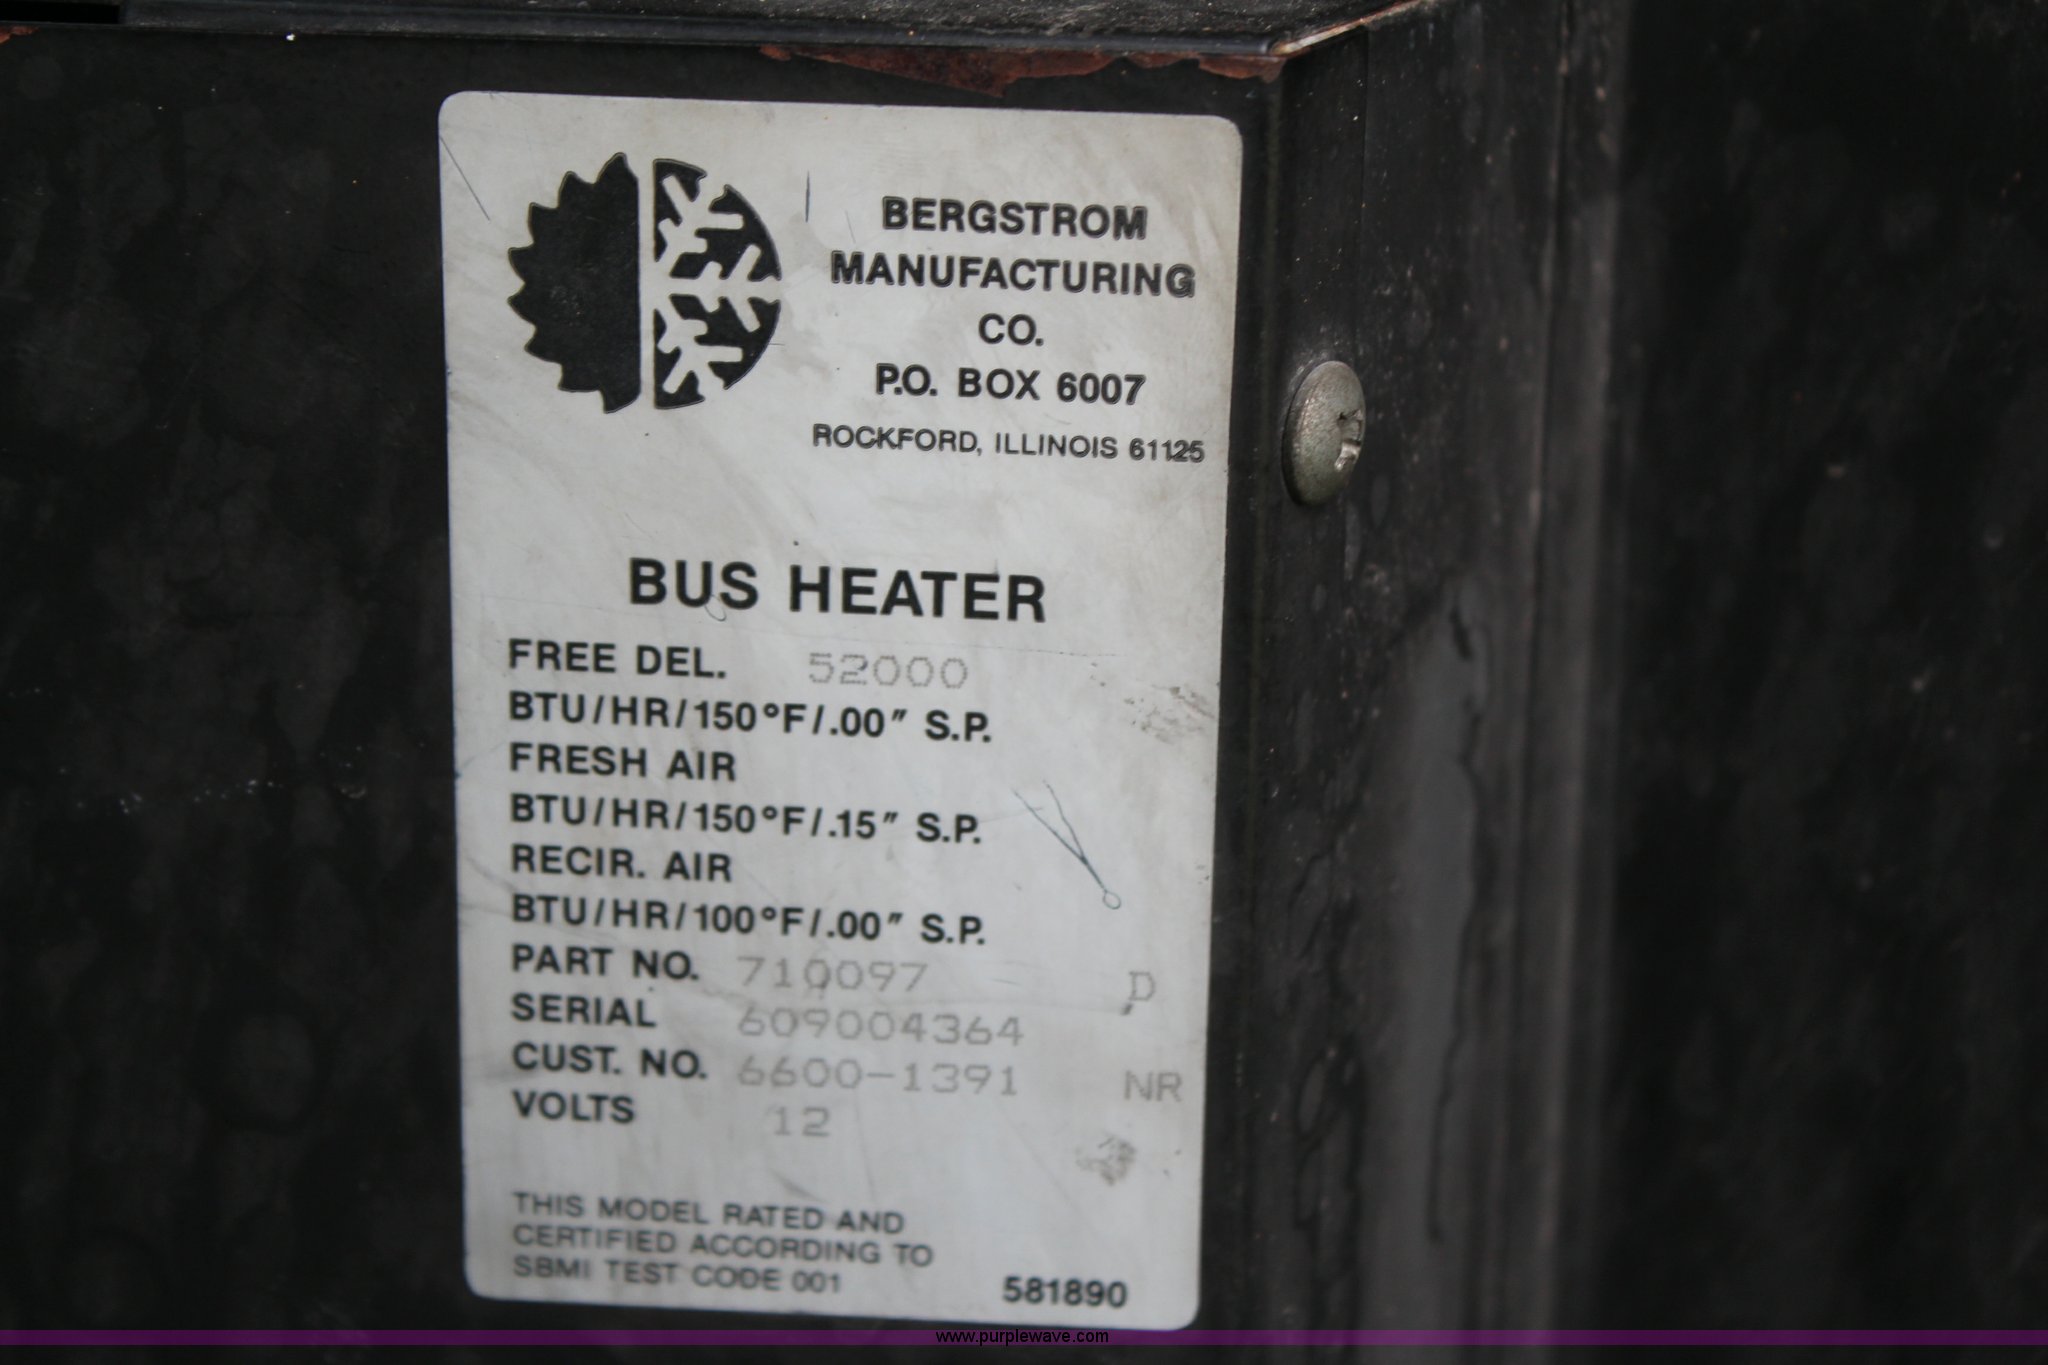 BERGSTROM
MANUFACTURING
CO.
P.O. BOX 6007
ROCKFORD, ILLINOIS 61125
BUS HEATER
FREE DEL. 52000
BTU/HR/150°F/.00" S.P.
FRESH AIR
BTU/HR/150°F/.15" S.P.
RECIR. AIR
BTU/HR/100°F/.00" S.P.
PART NO. 710097 D
SERIAL 609004364
CUST. NO. 6600-1391 NR
VOLTS 12
THIS MODEL RATED AND
CERTIFIED ACCORDING TO
SBMI TEST CODE 001
581890
www.purplewave.com